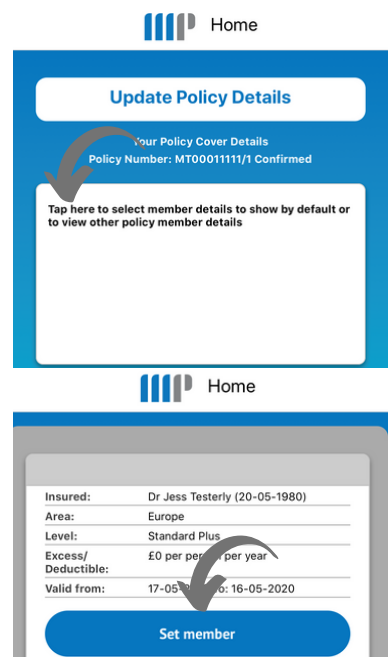 Home
Update Policy Details
Your Policy Cover Details
Policy Number: MT00011111/1 Confirmed
Tap here to select member details to show by default or
to view other policy member details
Home
Insured: Dr Jess Testerly (20-05-1980)
Area: Europe
Level: Standard Plus
Excess/ £0 per per year
Deductible:
Valid from: 17-05- : 16-05-2020
Set member